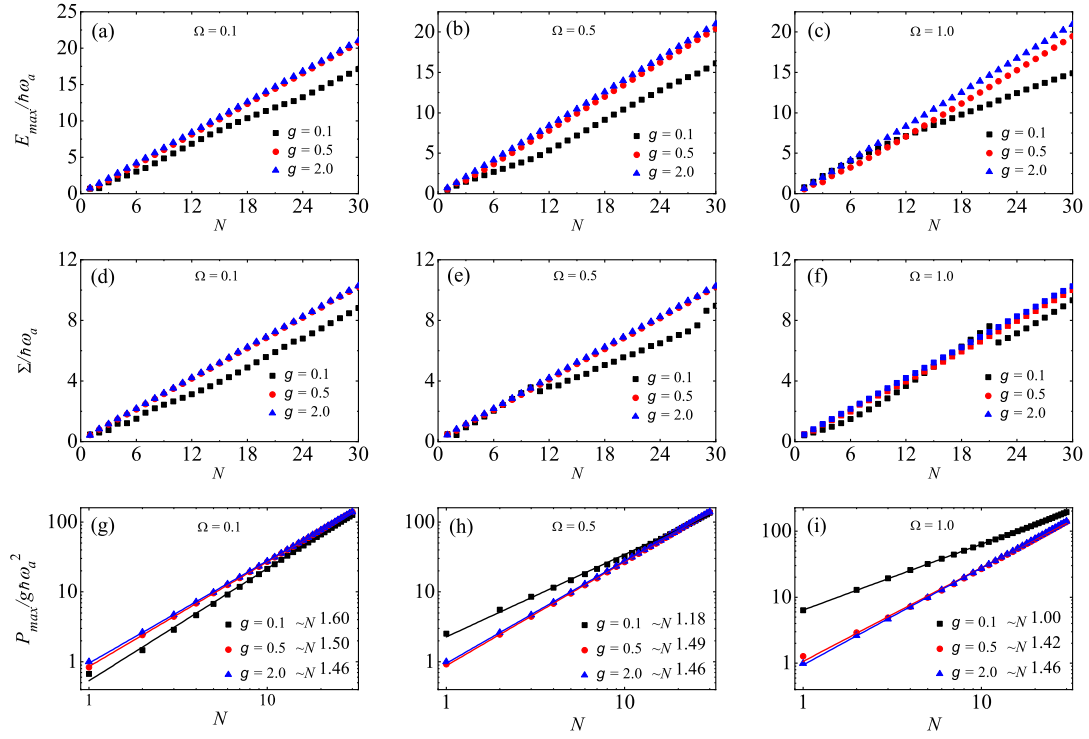 (a) Ω = 0.1
E_max/ħω_a
25
20
15
10
5
0
g = 0.1
g = 0.5
g = 2.0
0 6 12 18 24 30
N
(b) Ω = 0.5
20
15
10
5
0
g = 0.1
g = 0.5
g = 2.0
0 6 12 18 24 30
N
(c) Ω = 1.0
20
15
10
5
0
g = 0.1
g = 0.5
g = 2.0
0 6 12 18 24 30
N
(d) Ω = 0.1
Σ/ħω_a
12
8
4
0
g = 0.1
g = 0.5
g = 2.0
0 6 12 18 24 30
N
(e) Ω = 0.5
12
8
4
0
g = 0.1
g = 0.5
g = 2.0
0 6 12 18 24 30
N
(f) Ω = 1.0
12
8
4
0
g = 0.1
g = 0.5
g = 2.0
0 6 12 18 24 30
N
(g) Ω = 0.1
P_max/għω_a^2
100
10
1
g = 0.1 ~N^1.60
g = 0.5 ~N^1.50
g = 2.0 ~N^1.46
1 10
N
(h) Ω = 0.5
100
10
1
g = 0.1 ~N^1.18
g = 0.5 ~N^1.49
g = 2.0 ~N^1.46
1 10
N
(i) Ω = 1.0
100
10
1
g = 0.1 ~N^1.00
g = 0.5 ~N^1.42
g = 2.0 ~N^1.46
1 10
N